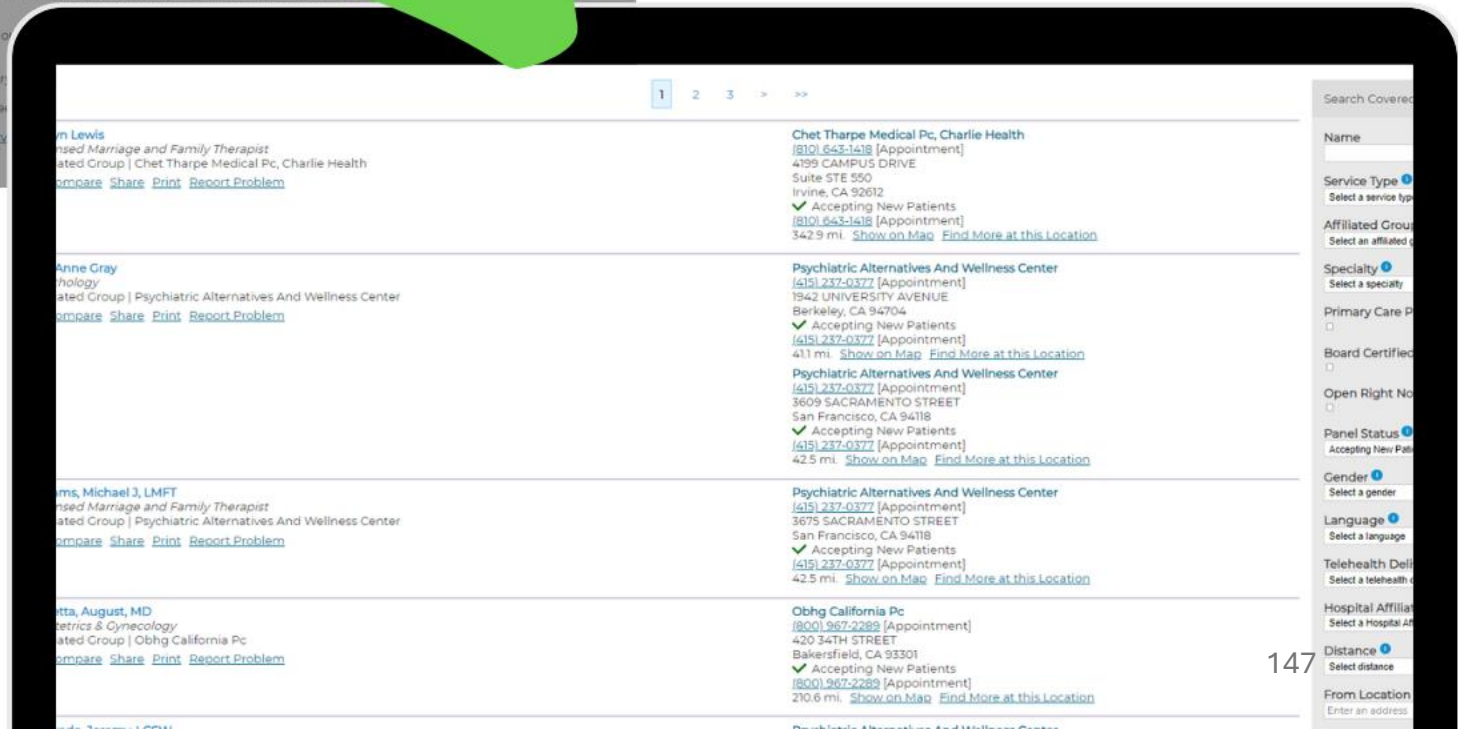 1 2 3 > >>
yn Lewis
nsed Marriage and Family Therapist
ated Group | Chet Tharpe Medical Pc, Charlie Health
ompare Share Print Report Problem
Chet Tharpe Medical Pc, Charlie Health
(810) 643-1418 [Appointment]
4199 CAMPUS DRIVE
Suite STE 550
Irvine, CA 92612
✓ Accepting New Patients
(810) 643-1418 [Appointment]
342.9 mi. Show on Map Find More at this Location
Anne Gray
hology
ated Group | Psychiatric Alternatives And Wellness Center
ompare Share Print Report Problem
Psychiatric Alternatives And Wellness Center
(415) 237-0377 [Appointment]
1942 UNIVERSITY AVENUE
Berkeley, CA 94704
✓ Accepting New Patients
(415) 237-0377 [Appointment]
41.1 mi. Show on Map Find More at this Location
Psychiatric Alternatives And Wellness Center
(415) 237-0377 [Appointment]
3609 SACRAMENTO STREET
San Francisco, CA 94118
✓ Accepting New Patients
(415) 237-0377 [Appointment]
42.5 mi. Show on Map Find More at this Location
ms, Michael J, LMFT
nsed Marriage and Family Therapist
ated Group | Psychiatric Alternatives And Wellness Center
ompare Share Print Report Problem
Psychiatric Alternatives And Wellness Center
(415) 237-0377 [Appointment]
3675 SACRAMENTO STREET
San Francisco, CA 94118
✓ Accepting New Patients
(415) 237-0377 [Appointment]
42.5 mi. Show on Map Find More at this Location
etta, August, MD
tetrics & Gynecology
ated Group | Obhg California Pc
ompare Share Print Report Problem
Obhg California Pc
(800) 967-2289 [Appointment]
420 34TH STREET
Bakersfield, CA 93301
✓ Accepting New Patients
(800) 967-2289 [Appointment]
210.6 mi. Show on Map Find More at this Location
Search Covered
Name
Service Type
Select a service typ
Affiliated Group
Select an affiliated g
Specialty
Select a specialty
Primary Care P
Board Certified
Open Right No
Panel Status
Accepting New Pati
Gender
Select a gender
Language
Select a language
Telehealth Deli
Select a telehealth d
Hospital Affiliat
Select a Hospital Aff
Distance
Select distance
From Location
Enter an address
147